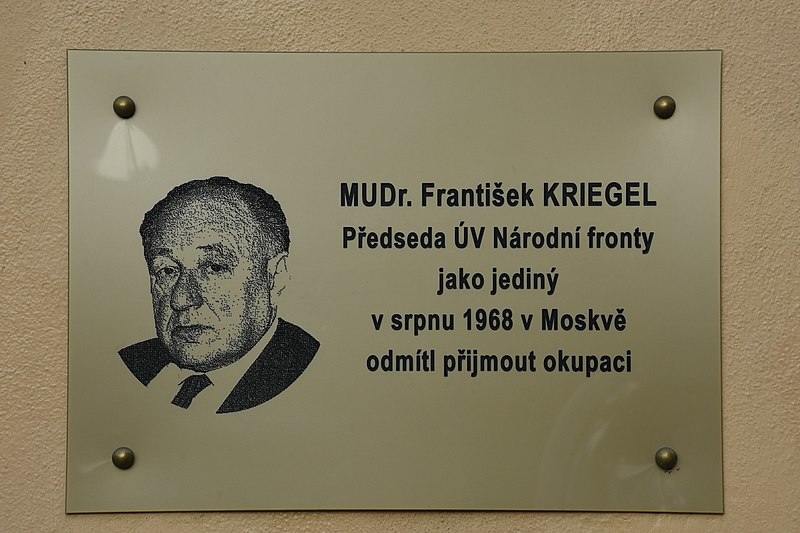 MUDr. František KRIEGEL
Předseda ÚV Národní fronty
jako jediný
v srpnu 1968 v Moskvě
odmítl přijmout okupaci